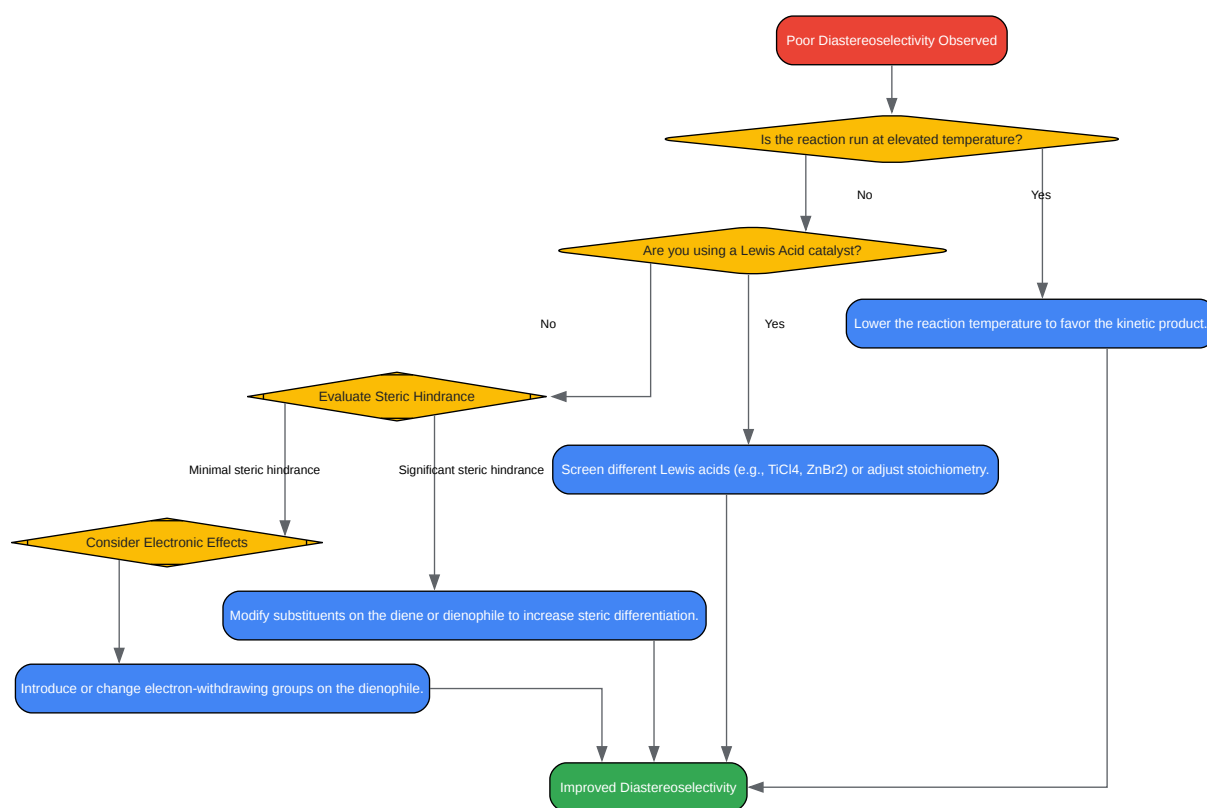 Poor Diastereoselectivity Observed
Is the reaction run at elevated temperature?
No
Yes
Are you using a Lewis Acid catalyst?
No
Yes
Lower the reaction temperature to favor the kinetic product.
Evaluate Steric Hindrance
Minimal steric hindrance
Significant steric hindrance
Screen different Lewis acids (e.g., TiCl4, ZnBr2) or adjust stoichiometry.
Consider Electronic Effects
Modify substituents on the diene or dienophile to increase steric differentiation.
Introduce or change electron-withdrawing groups on the dienophile.
Improved Diastereoselectivity